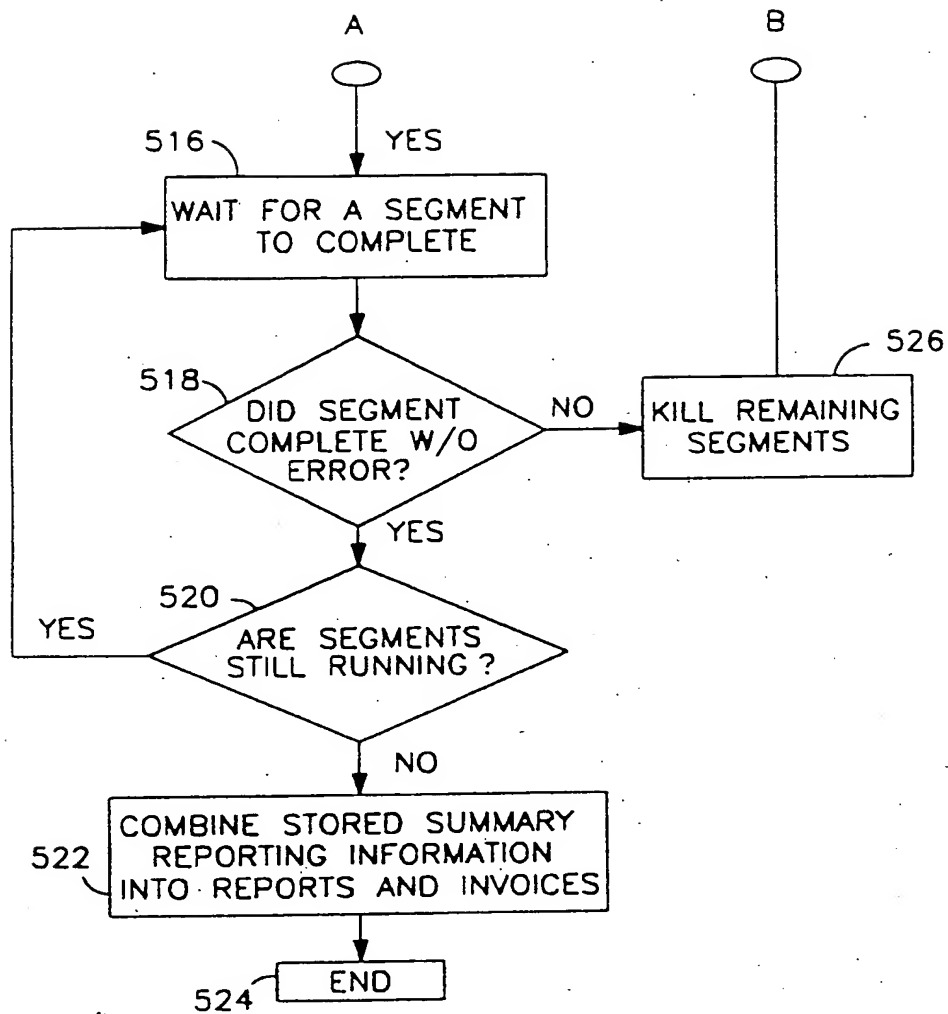 A
B
YES
516
WAIT FOR A SEGMENT
TO COMPLETE
526
518
DID SEGMENT
COMPLETE W/O
ERROR?
NO
KILL REMAINING
SEGMENTS
YES
520
YES
ARE SEGMENTS
STILL RUNNING?
NO
522
COMBINE STORED SUMMARY
REPORTING INFORMATION
INTO REPORTS AND INVOICES
END
524